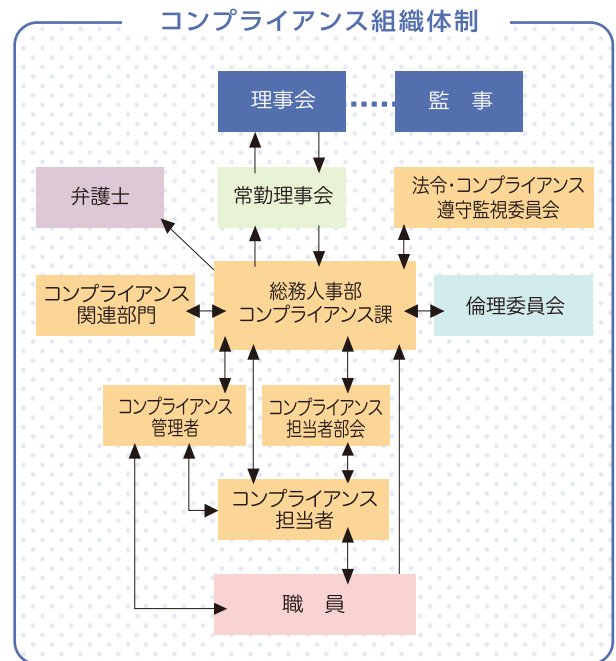 コンプライアンス組織体制
理事会
監　事
弁護士
常勤理事会
法令・コンプライアンス
遵守監視委員会
コンプライアンス
関連部門
総務人事部
コンプライアンス課
倫理委員会
コンプライアンス
管理者
コンプライアンス
担当者部会
コンプライアンス
担当者
職　員